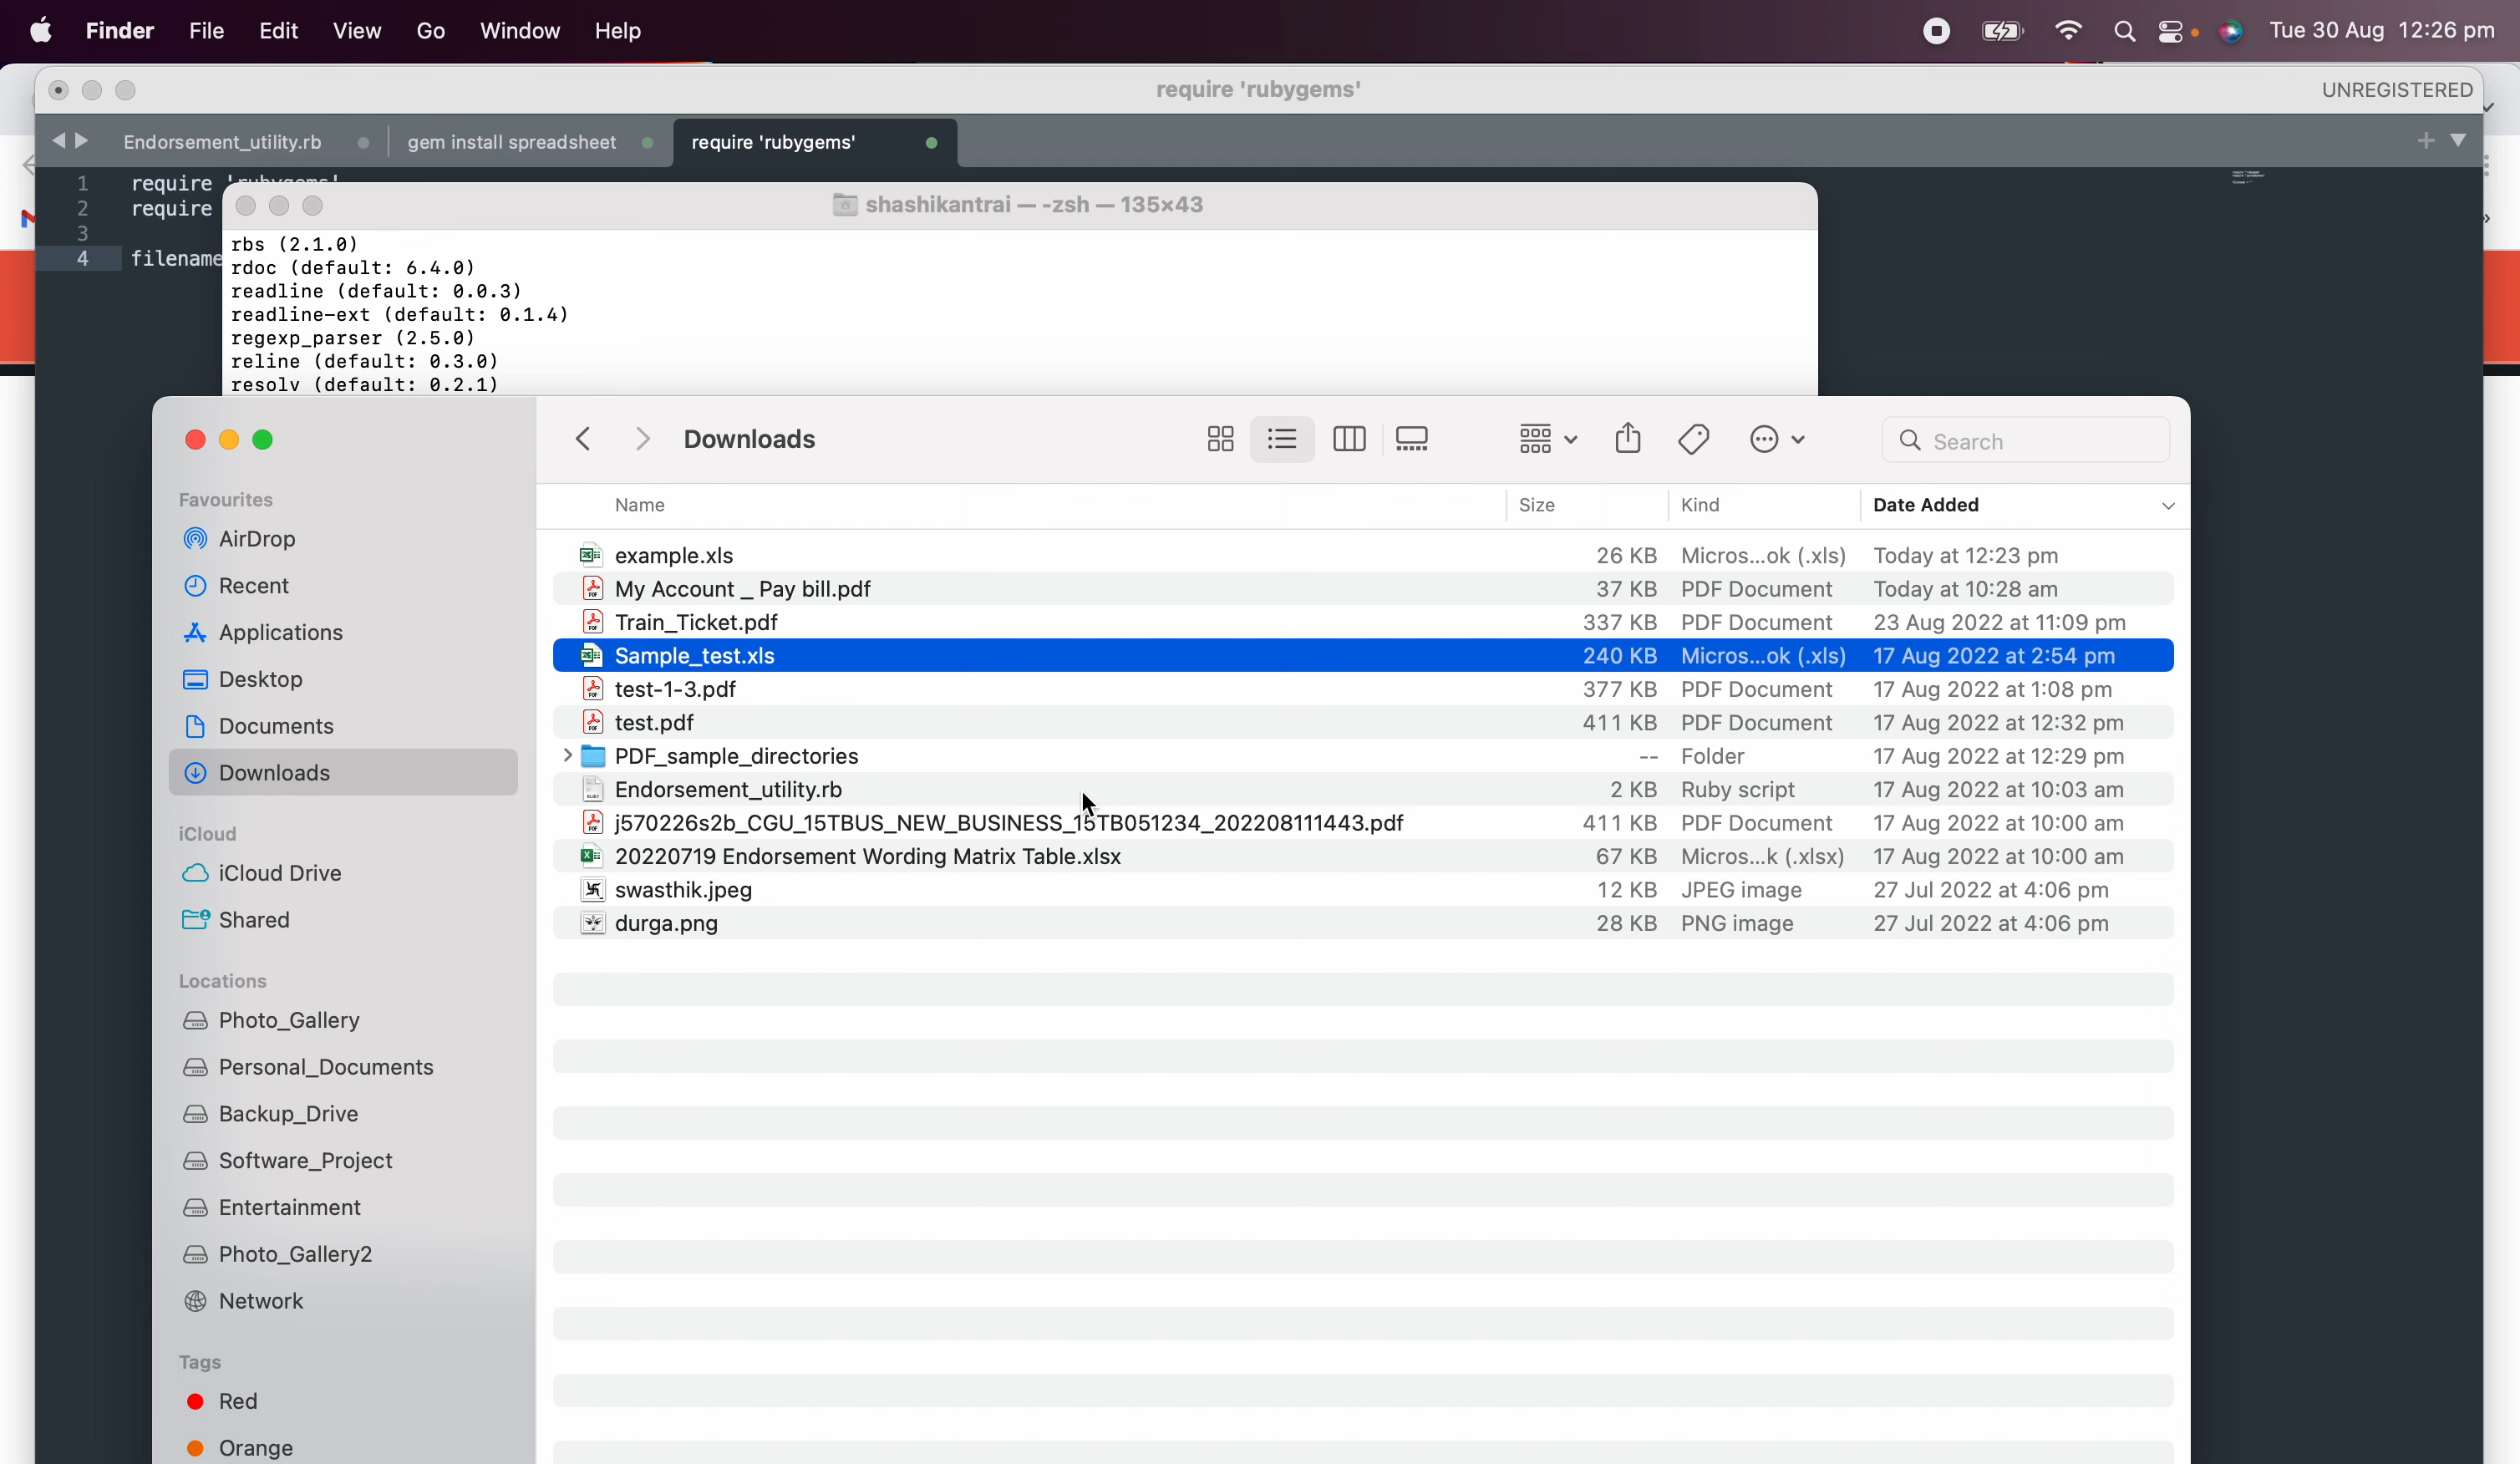 Finder File Edit View Go Window Help Tue 30 Aug 12:26 pm
require 'rubygems' UNREGISTERED
Endorsement_utility.rb gem install spreadsheet require 'rubygems'
1 require 'rubygems'
2 require
3
4 filename
shashikantrai — -zsh — 135×43
rbs (2.1.0)
rdoc (default: 6.4.0)
readline (default: 0.0.3)
readline-ext (default: 0.1.4)
regexp_parser (2.5.0)
reline (default: 0.3.0)
resolv (default: 0.2.1)
Downloads Search
Favourites
AirDrop
Recent
Applications
Desktop
Documents
Downloads
iCloud
iCloud Drive
Shared
Locations
Photo_Gallery
Personal_Documents
Backup_Drive
Software_Project
Entertainment
Photo_Gallery2
Network
Tags
Red
Orange
Name Size Kind Date Added
example.xls 26 KB Micros...ok (.xls) Today at 12:23 pm
My Account _ Pay bill.pdf 37 KB PDF Document Today at 10:28 am
Train_Ticket.pdf 337 KB PDF Document 23 Aug 2022 at 11:09 pm
Sample_test.xls 240 KB Micros...ok (.xls) 17 Aug 2022 at 2:54 pm
test-1-3.pdf 377 KB PDF Document 17 Aug 2022 at 1:08 pm
test.pdf 411 KB PDF Document 17 Aug 2022 at 12:32 pm
PDF_sample_directories -- Folder 17 Aug 2022 at 12:29 pm
Endorsement_utility.rb 2 KB Ruby script 17 Aug 2022 at 10:03 am
j570226s2b_CGU_15TBUS_NEW_BUSINESS_15TB051234_202208111443.pdf 411 KB PDF Document 17 Aug 2022 at 10:00 am
20220719 Endorsement Wording Matrix Table.xlsx 67 KB Micros...k (.xlsx) 17 Aug 2022 at 10:00 am
swasthik.jpeg 12 KB JPEG image 27 Jul 2022 at 4:06 pm
durga.png 28 KB PNG image 27 Jul 2022 at 4:06 pm